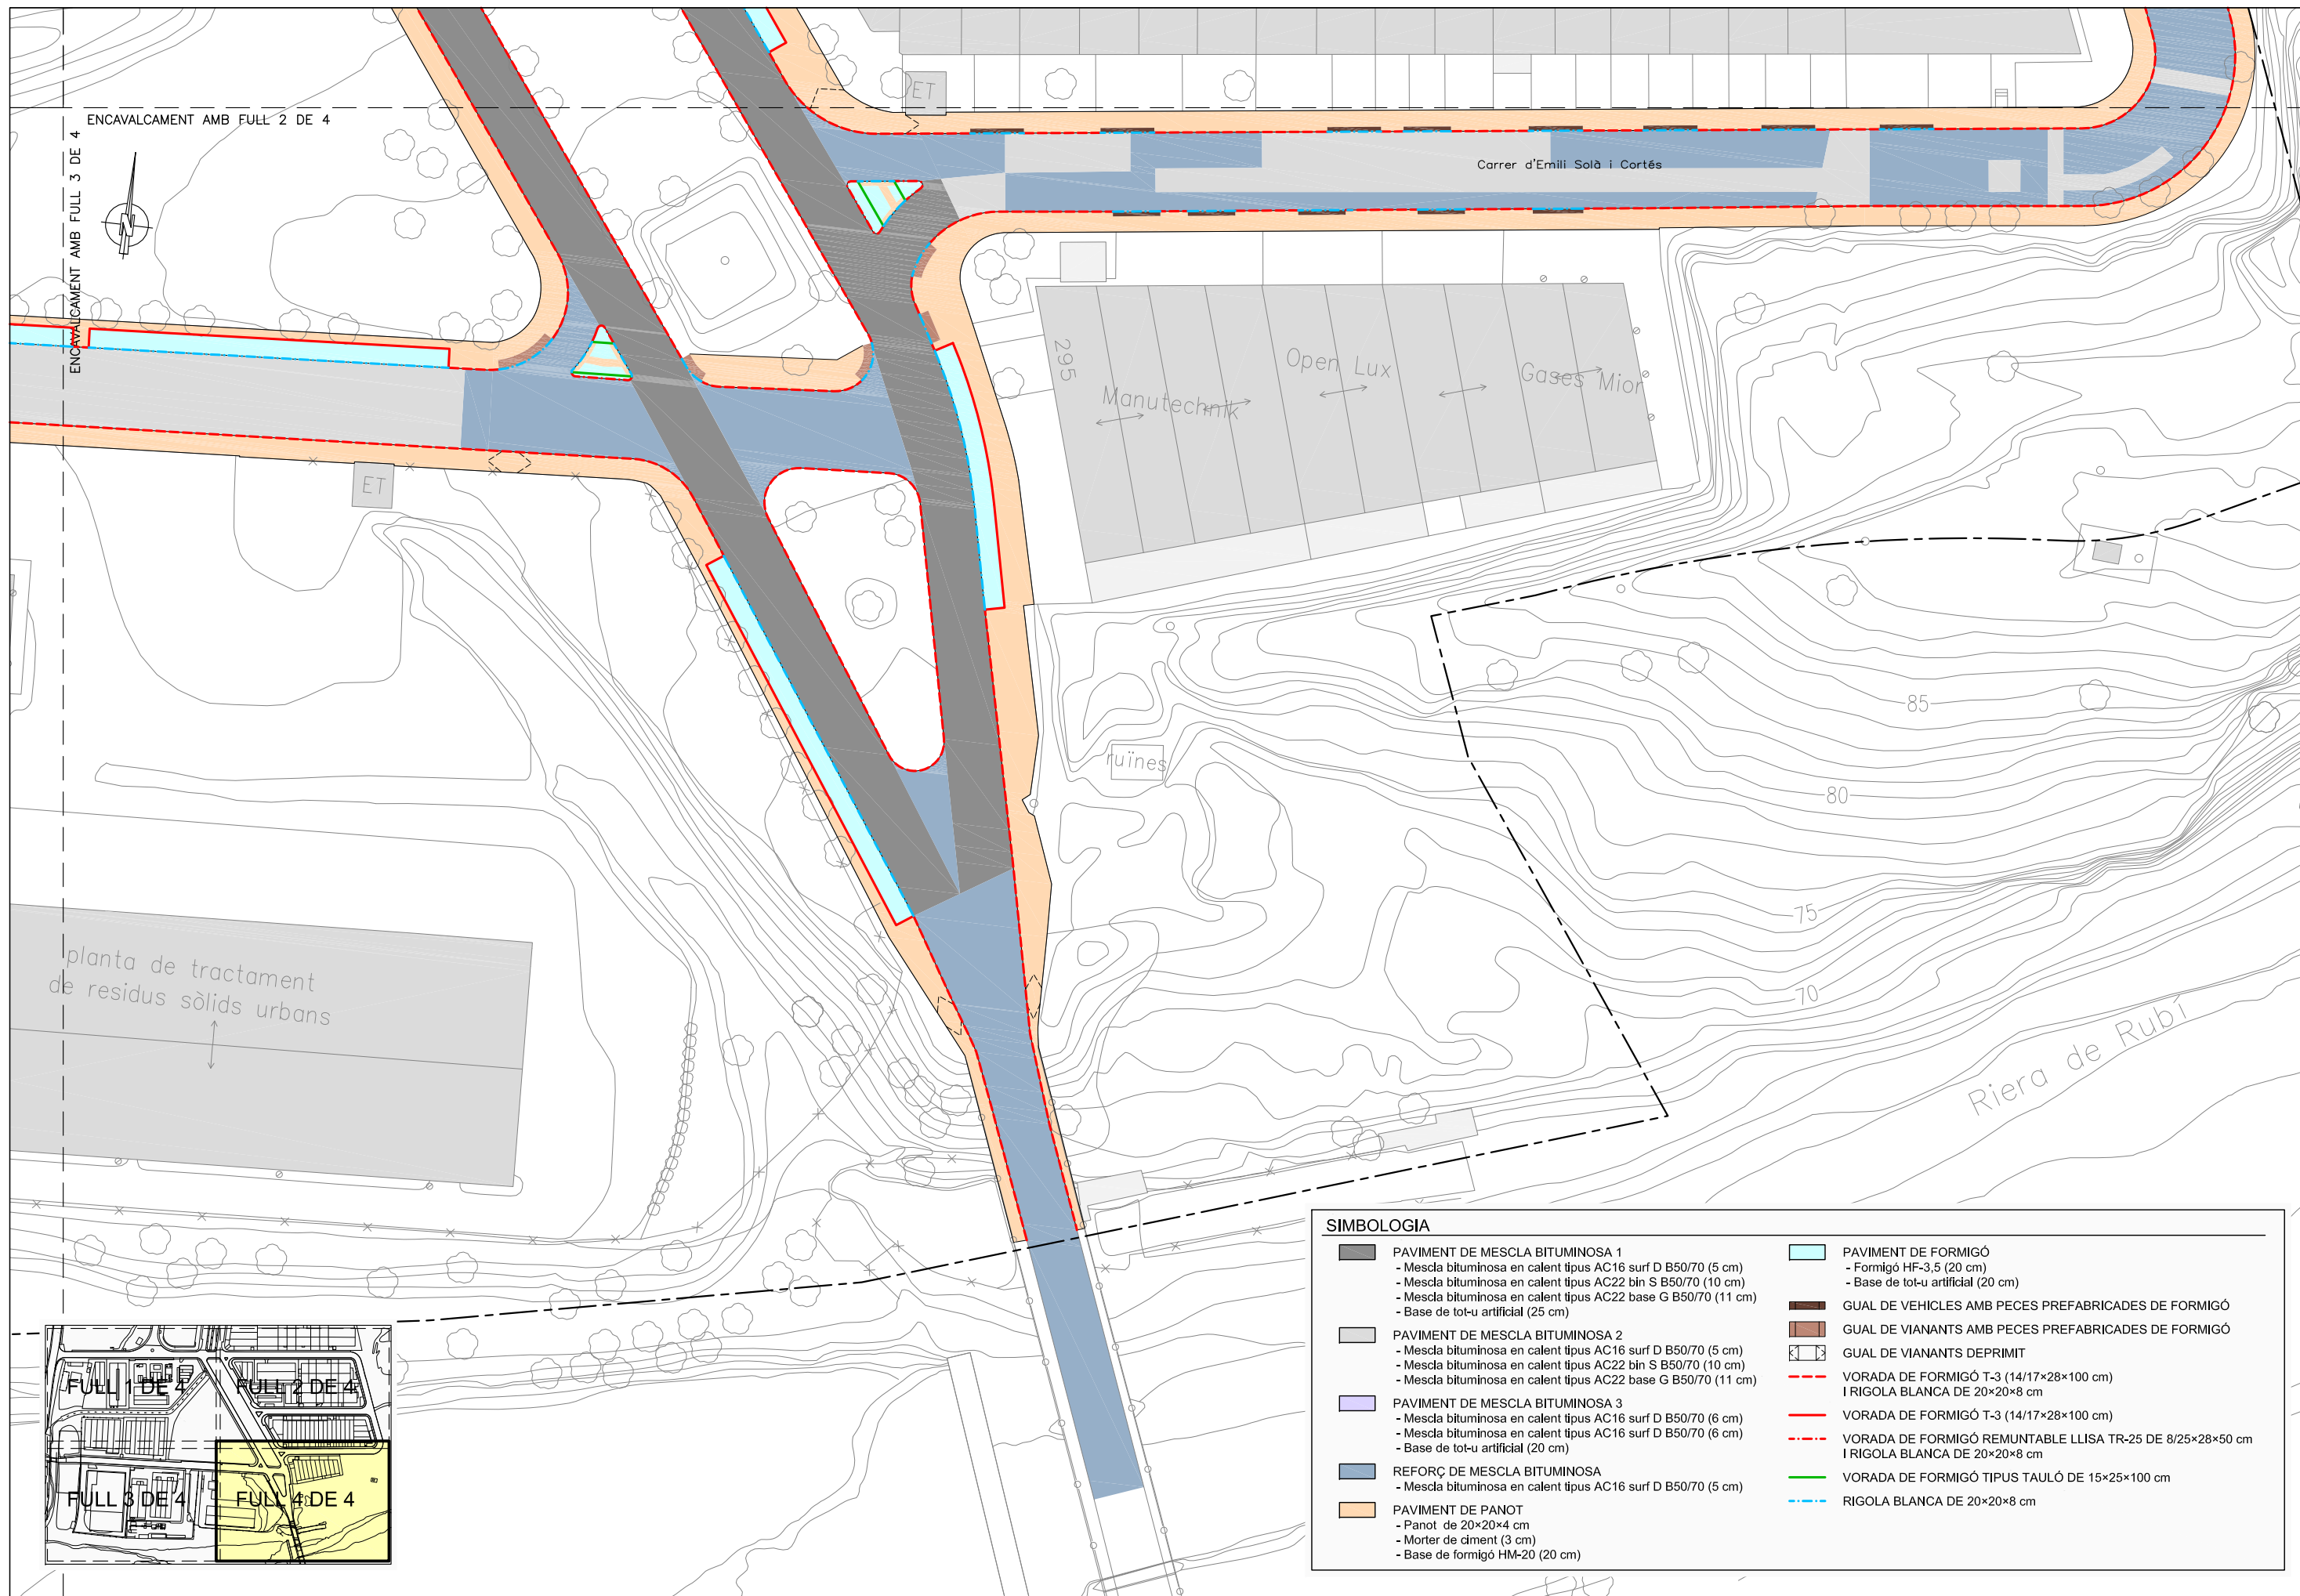 ENCAVALCAMENT AMB FULL 2 DE 4
ENCAVALCAMENT AMB FULL 3 DE 4
ET
Carrer d'Emili Solà i Cortés
295
Manutechnik
Open Lux
Gases Mior
ET
ruïnes
85
80
75
70
Riera de Rubí
planta de tractament
de residus sòlids urbans
FULL 1 DE 4
FULL 2 DE 4
FULL 3 DE 4
FULL 4 DE 4
SIMBOLOGIA
PAVIMENT DE MESCLA BITUMINOSA 1
- Mescla bituminosa en calent tipus AC16 surf D B50/70 (5 cm)
- Mescla bituminosa en calent tipus AC22 bin S B50/70 (10 cm)
- Mescla bituminosa en calent tipus AC22 base G B50/70 (11 cm)
- Base de tot-u artificial (25 cm)
PAVIMENT DE MESCLA BITUMINOSA 2
- Mescla bituminosa en calent tipus AC16 surf D B50/70 (5 cm)
- Mescla bituminosa en calent tipus AC22 bin S B50/70 (10 cm)
- Mescla bituminosa en calent tipus AC22 base G B50/70 (11 cm)
PAVIMENT DE MESCLA BITUMINOSA 3
- Mescla bituminosa en calent tipus AC16 surf D B50/70 (6 cm)
- Mescla bituminosa en calent tipus AC16 surf D B50/70 (6 cm)
- Base de tot-u artificial (20 cm)
REFORÇ DE MESCLA BITUMINOSA
- Mescla bituminosa en calent tipus AC16 surf D B50/70 (5 cm)
PAVIMENT DE PANOT
- Panot de 20×20×4 cm
- Morter de ciment (3 cm)
- Base de formigó HM-20 (20 cm)
PAVIMENT DE FORMIGÓ
- Formigó HF-3,5 (20 cm)
- Base de tot-u artificial (20 cm)
GUAL DE VEHICLES AMB PECES PREFABRICADES DE FORMIGÓ
GUAL DE VIANANTS AMB PECES PREFABRICADES DE FORMIGÓ
GUAL DE VIANANTS DEPRIMIT
VORADA DE FORMIGÓ T-3 (14/17×28×100 cm)
I RIGOLA BLANCA DE 20×20×8 cm
VORADA DE FORMIGÓ T-3 (14/17×28×100 cm)
VORADA DE FORMIGÓ REMUNTABLE LLISA TR-25 DE 8/25×28×50 cm
I RIGOLA BLANCA DE 20×20×8 cm
VORADA DE FORMIGÓ TIPUS TAULÓ DE 15×25×100 cm
RIGOLA BLANCA DE 20×20×8 cm